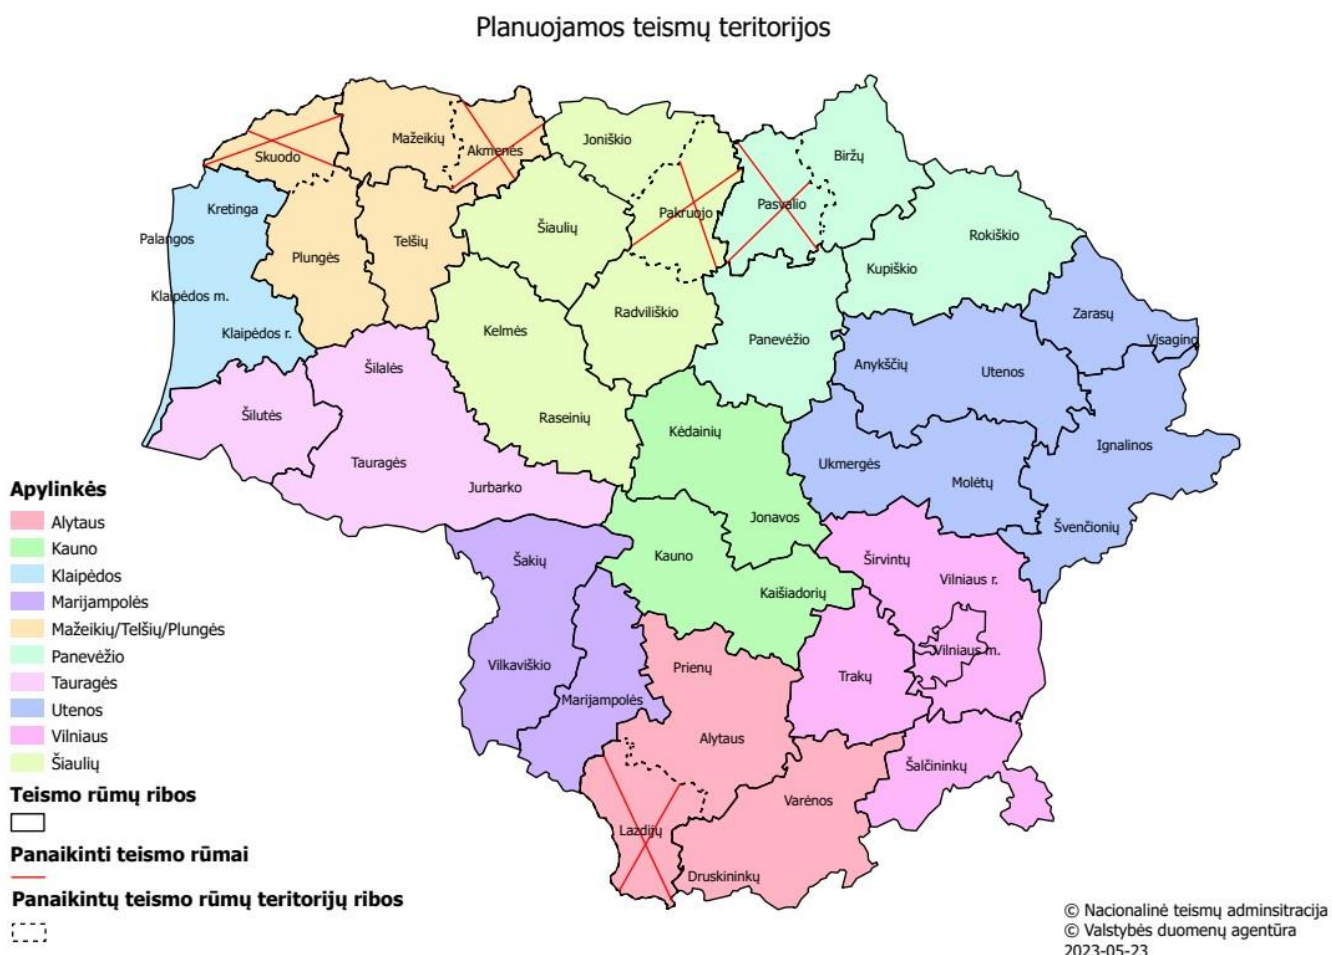 Planuojamos teismų teritorijos
Skuodo
Mažeikių
Akmenės
Joniškio
Pakruojo
Pasvalio
Biržų
Kretinga
Palangos
Klaipėdos m.
Klaipėdos r.
Plungės
Telšių
Šiaulių
Kelmės
Radviliškio
Panevėžio
Kupiškio
Rokiškio
Zarasų
Visagino
Anykščių
Utenos
Šilalės
Šilutės
Raseinių
Kėdainių
Ukmergės
Ignalinos
Tauragės
Jurbarko
Molėtų
Jonavos
Švenčionių
Šakių
Kauno
Kaišiadorių
Širvintų
Vilniaus r.
Vilniaus m.
Vilkaviškio
Marijampolės
Prienų
Trakų
Alytaus
Šalčininkų
Varėnos
Lazdijų
Druskininkų
Apylinkės
Alytaus
Kauno
Klaipėdos
Marijampolės
Mažeikių/Telšių/Plungės
Panevėžio
Tauragės
Utenos
Vilniaus
Šiaulių
Teismo rūmų ribos
Panaikinti teismo rūmai
Panaikintų teismo rūmų teritorijų ribos
© Nacionalinė teismų adminsitracija
© Valstybės duomenų agentūra
2023-05-23